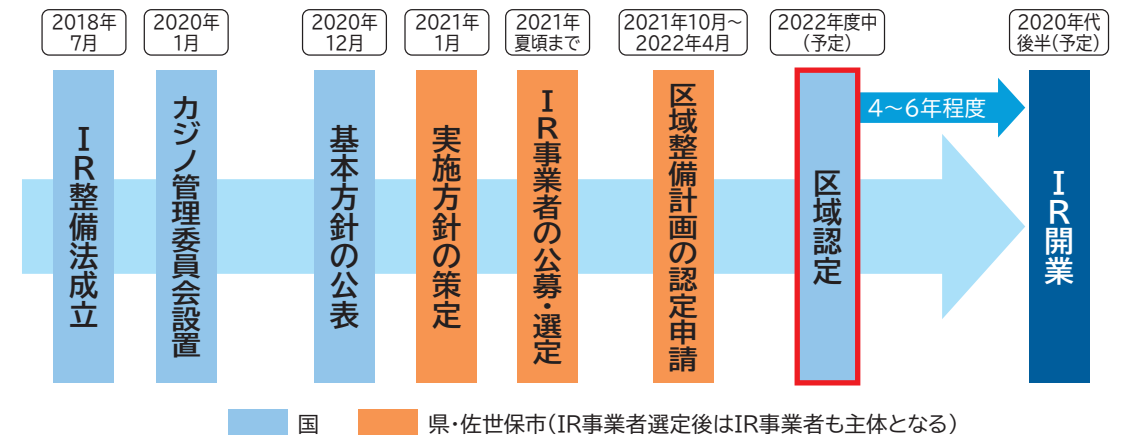 2018年
7月
2020年
1月
2020年
12月
2021年
1月
2021年
夏頃まで
2021年10月～
2022年4月
2022年度中
(予定)
2020年代
後半(予定)
IR整備法成立
カジノ管理委員会設置
基本方針の公表
実施方針の策定
IR事業者の公募・選定
区域整備計画の認定申請
区域認定
4～6年程度
IR開業
国
県・佐世保市(IR事業者選定後はIR事業者も主体となる)